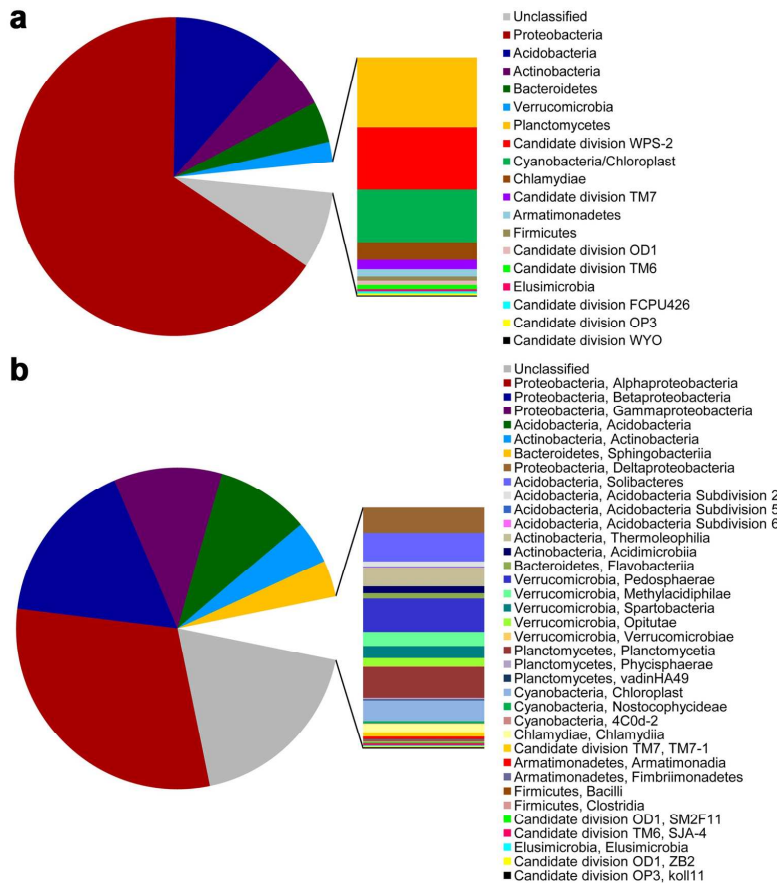 a
Unclassified
Proteobacteria
Acidobacteria
Actinobacteria
Bacteroidetes
Verrucomicrobia
Planctomycetes
Candidate division WPS-2
Cyanobacteria/Chloroplast
Chlamydiae
Candidate division TM7
Armatimonadetes
Firmicutes
Candidate division OD1
Candidate division TM6
Elusimicrobia
Candidate division FCPU426
Candidate division OP3
Candidate division WYO
b
Unclassified
Proteobacteria, Alphaproteobacteria
Proteobacteria, Betaproteobacteria
Proteobacteria, Gammaproteobacteria
Acidobacteria, Acidobacteria
Actinobacteria, Actinobacteria
Bacteroidetes, Sphingobacteriia
Proteobacteria, Deltaproteobacteria
Acidobacteria, Solibacteres
Acidobacteria, Acidobacteria Subdivision 2
Acidobacteria, Acidobacteria Subdivision 5
Acidobacteria, Acidobacteria Subdivision 6
Actinobacteria, Thermoleophilia
Actinobacteria, Acidimicrobiia
Bacteroidetes, Flavobacteriia
Verrucomicrobia, Pedosphaerae
Verrucomicrobia, Methylacidiphilae
Verrucomicrobia, Spartobacteria
Verrucomicrobia, Opitutae
Verrucomicrobia, Verrucomicrobiae
Planctomycetes, Planctomycetia
Planctomycetes, Phycisphaerae
Planctomycetes, vadinHA49
Cyanobacteria, Chloroplast
Cyanobacteria, Nostocophycideae
Cyanobacteria, 4C0d-2
Chlamydiae, Chlamydiia
Candidate division TM7, TM7-1
Armatimonadetes, Armatimonadia
Armatimonadetes, Fimbriimonadetes
Firmicutes, Bacilli
Firmicutes, Clostridia
Candidate division OD1, SM2F11
Candidate division TM6, SJA-4
Elusimicrobia, Elusimicrobia
Candidate division OD1, ZB2
Candidate division OP3, koll11